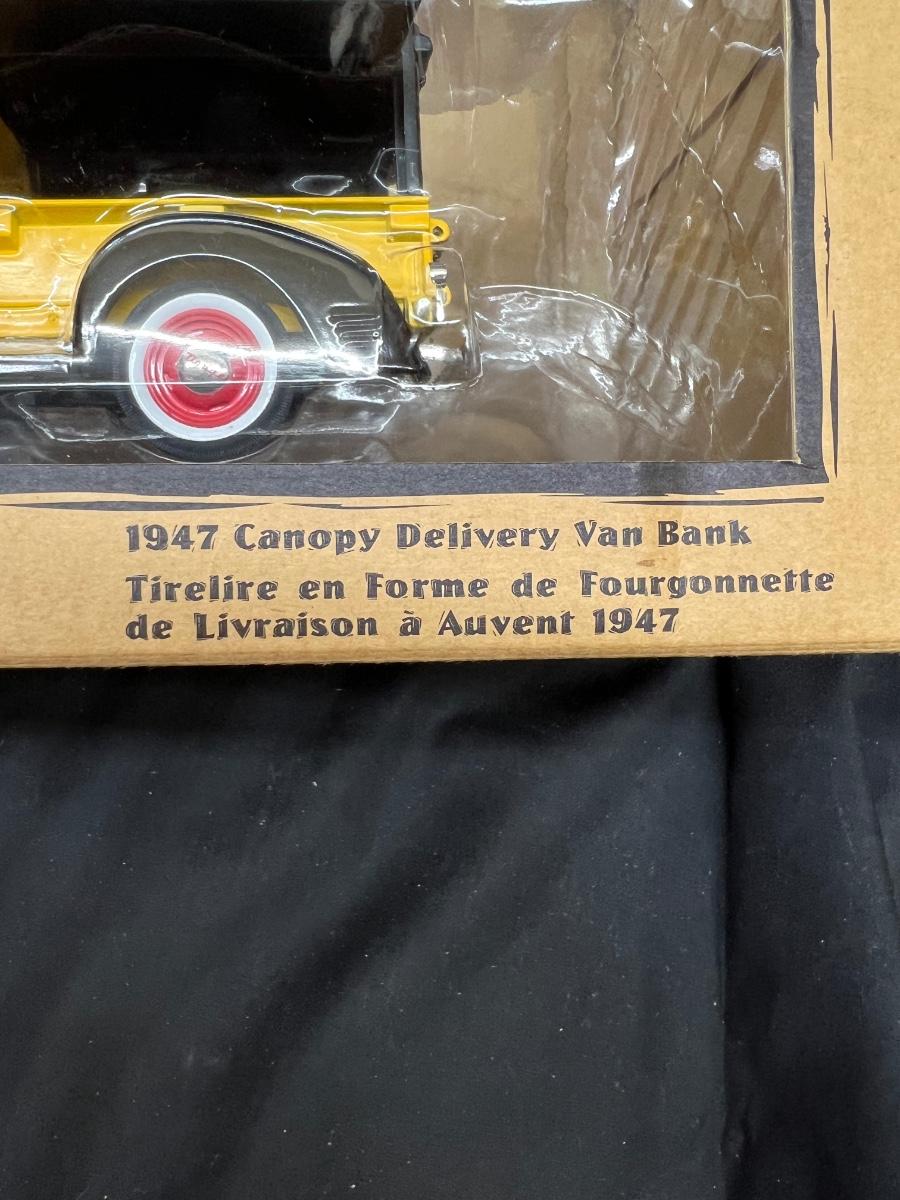 1947 Canopy Delivery Van Bank
Tirelire en Forme de Fourgonnette
de Livraison à Auvent 1947